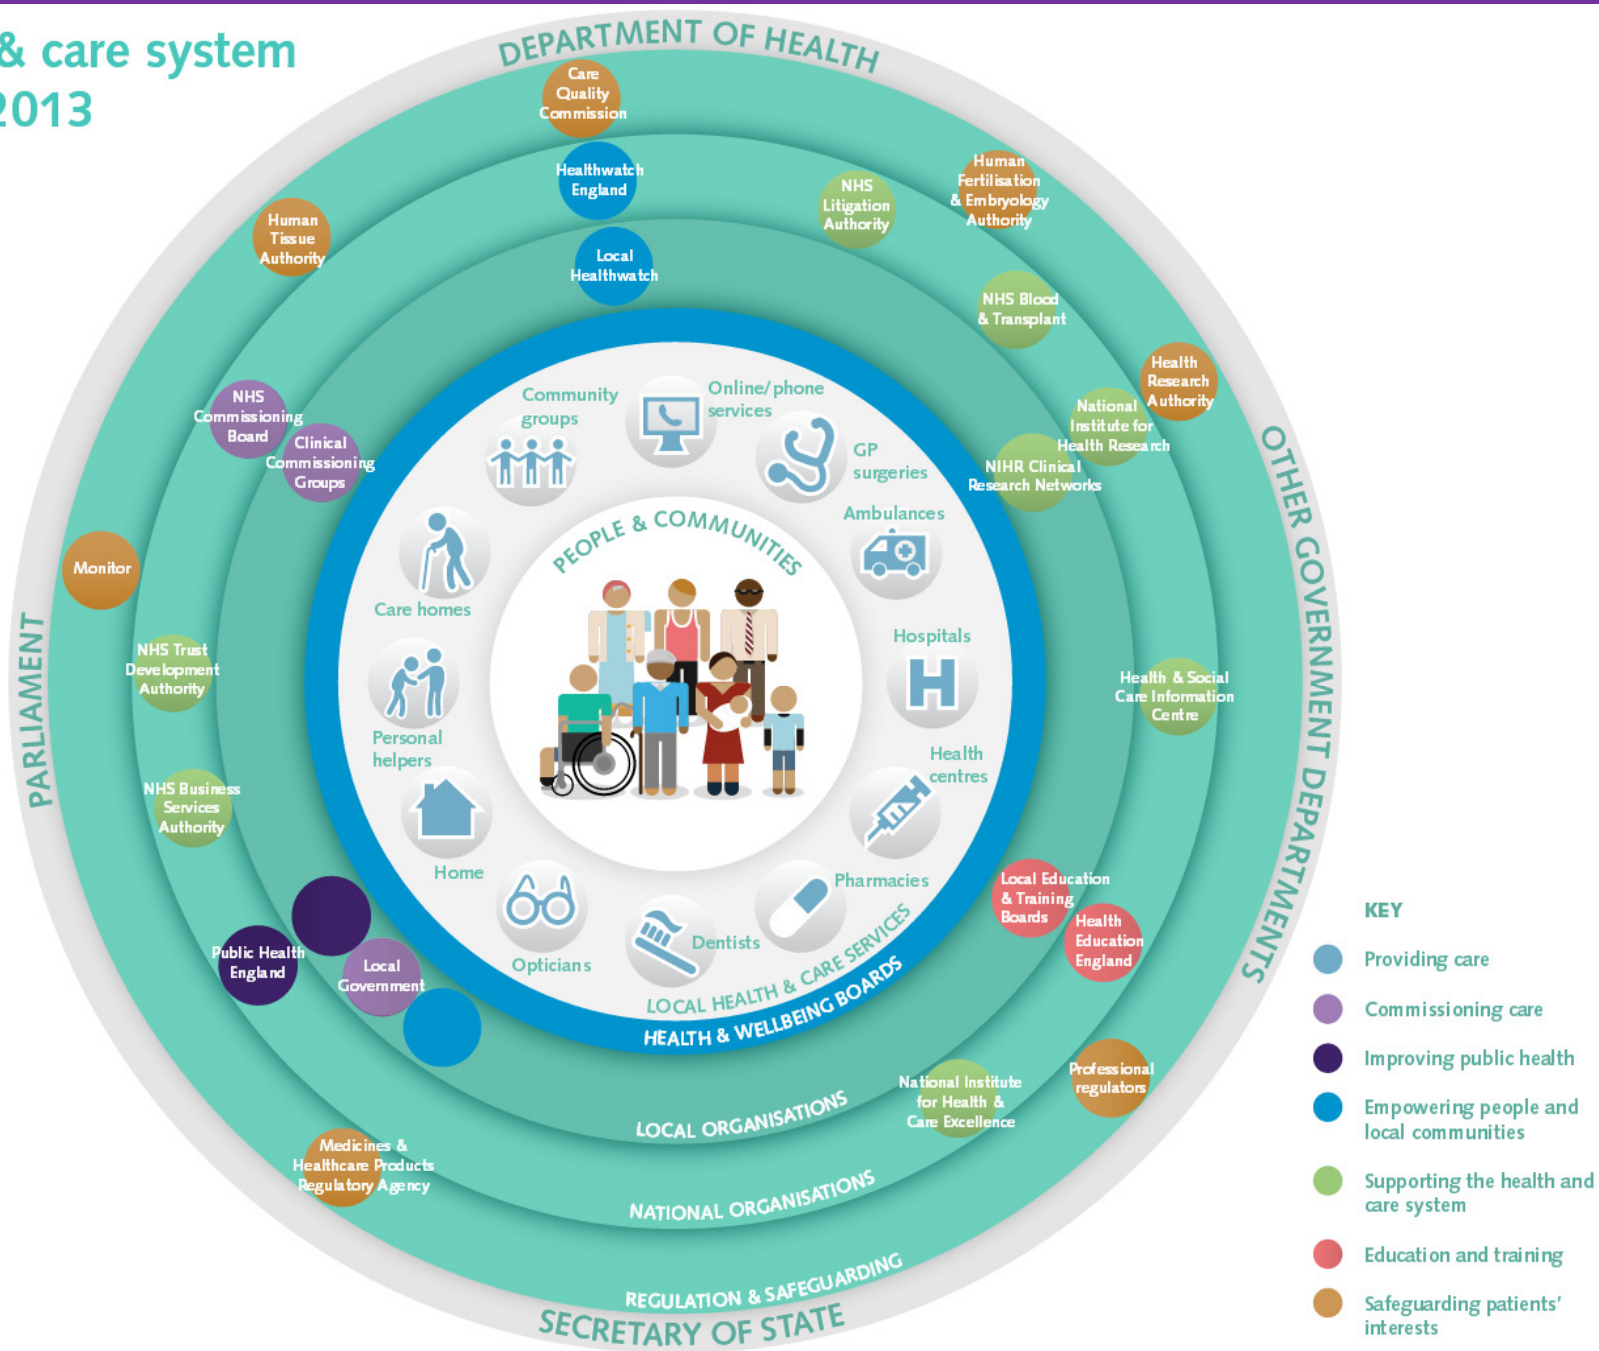 & care system
2013
DEPARTMENT OF HEALTH
Care
Quality
Commission
Healthwatch
England
Local
Healthwatch
NHS
Litigation
Authority
Human
Fertilisation
& Embryology
Authority
Human
Tissue
Authority
NHS Blood
& Transplant
Health
Research
Authority
National
Institute for
Health Research
NIHR Clinical
Research Networks
OTHER GOVERNMENT DEPARTMENTS
NHS
Commissioning
Board
Clinical
Commissioning
Groups
Monitor
PARLIAMENT
NHS Trust
Development
Authority
NHS Business
Services
Authority
Community
groups
Online/phone
services
GP
surgeries
Ambulances
PEOPLE & COMMUNITIES
Care homes
Hospitals
Personal
helpers
Health
centres
Home
Pharmacies
Opticians
Dentists
LOCAL HEALTH & CARE SERVICES
HEALTH & WELLBEING BOARDS
Health & Social
Care Information
Centre
Local Education
& Training
Boards
Health
Education
England
Public Health
England
Local
Government
Professional
regulators
National Institute
for Health &
Care Excellence
LOCAL ORGANISATIONS
Medicines &
Healthcare Products
Regulatory Agency
NATIONAL ORGANISATIONS
REGULATION & SAFEGUARDING
SECRETARY OF STATE
KEY
Providing care
Commissioning care
Improving public health
Empowering people and
local communities
Supporting the health and
care system
Education and training
Safeguarding patients'
interests